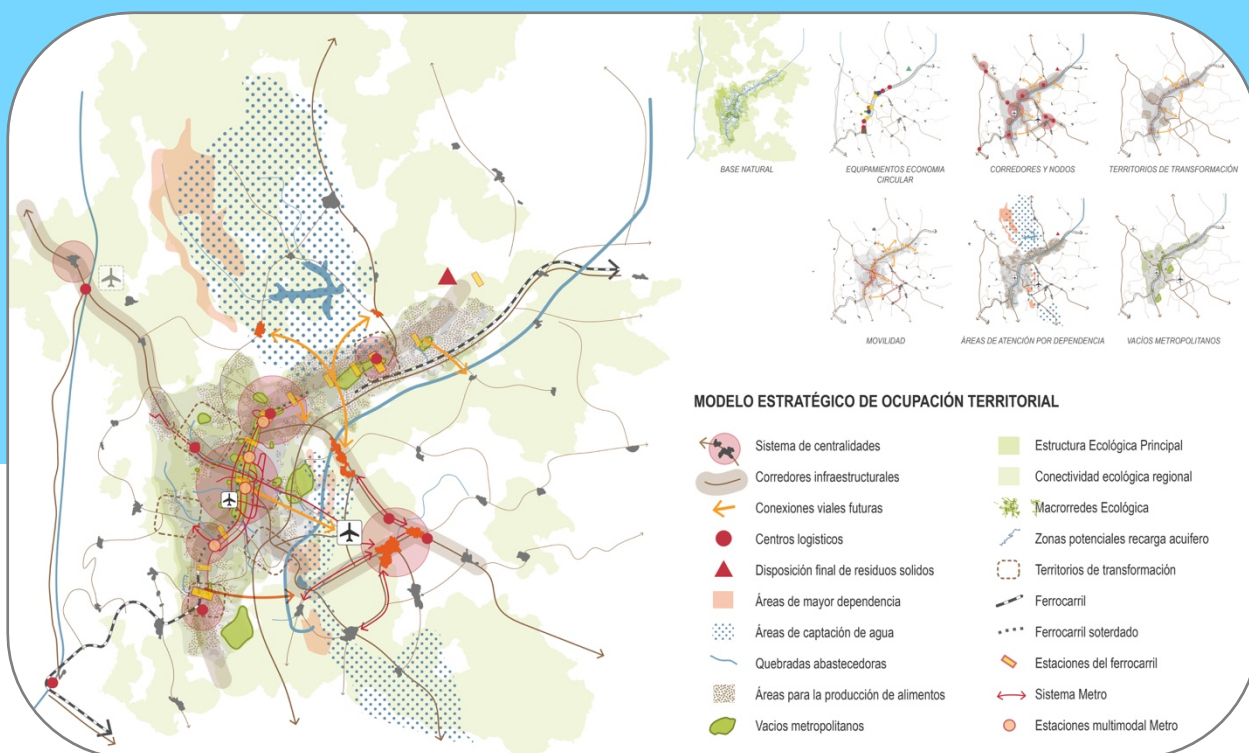 BASE NATURAL
EQUIPAMIENTOS ECONOMIA
CIRCULAR
CORREDORES Y NODOS
TERRITORIOS DE TRANSFORMACIÓN
MOVILIDAD
ÁREAS DE ATENCIÓN POR DEPENDENCIA
VACÍOS METROPOLITANOS
MODELO ESTRATÉGICO DE OCUPACIÓN TERRITORIAL
Sistema de centralidades
Corredores infraestructurales
Conexiones viales futuras
Centros logisticos
Disposición final de residuos solidos
Áreas de mayor dependencia
Áreas de captación de agua
Quebradas abastecedoras
Áreas para la producción de alimentos
Vacios metropolitanos
Estructura Ecológica Principal
Conectividad ecológica regional
Macrorredes Ecológica
Zonas potenciales recarga acuifero
Territorios de transformación
Ferrocarril
Ferrocarril soterdado
Estaciones del ferrocarril
Sistema Metro
Estaciones multimodal Metro